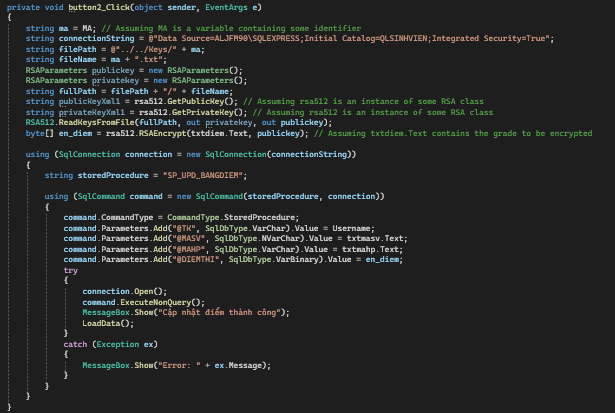 private void button2_Click(object sender, EventArgs e)
{
    string ma = MA; // Assuming MA is a variable containing some identifier
    string connectionString = @"Data Source=ALJFM90\SQLEXPRESS;Initial Catalog=QLSINHVIEN;Integrated Security=True";
    string filePath = @"../../Keys/" + ma;
    string fileName = ma + ".txt";
    RSAParameters publickey = new RSAParameters();
    RSAParameters privatekey = new RSAParameters();
    string fullPath = filePath + "/" + fileName;
    string publicKeyXml1 = rsa512.GetPublicKey(); // Assuming rsa512 is an instance of some RSA class
    string privateKeyXml1 = rsa512.GetPrivateKey(); // Assuming rsa512 is an instance of some RSA class
    RSA512.ReadKeysFromFile(fullPath, out privatekey, out publickey);
    byte[] en_diem = rsa512.RSAEncrypt(txtdiem.Text, publickey); // Assuming txtdiem.Text contains the grade to be encrypted
    using (SqlConnection connection = new SqlConnection(connectionString))
    {
        string storedProcedure = "SP_UPD_BANGDIEM";
        using (SqlCommand command = new SqlCommand(storedProcedure, connection))
        {
            command.CommandType = CommandType.StoredProcedure;
            command.Parameters.Add("@TK", SqlDbType.VarChar).Value = Username;
            command.Parameters.Add("@MASV", SqlDbType.NVarChar).Value = txtmasv.Text;
            command.Parameters.Add("@MAHP", SqlDbType.VarChar).Value = txtmahp.Text;
            command.Parameters.Add("@DIEMTHI", SqlDbType.VarBinary).Value = en_diem;
            try
            {
                connection.Open();
                command.ExecuteNonQuery();
                MessageBox.Show("Cập nhật điểm thành công");
                LoadData();
            }
            catch (Exception ex)
            {
                MessageBox.Show("Error: " + ex.Message);
            }
        }
    }
}